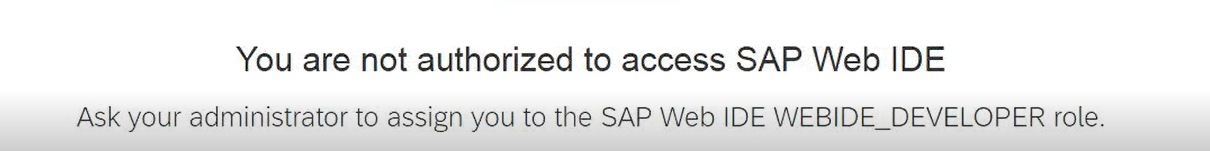 You are not authorized to access SAP Web IDE
Ask your administrator to assign you to the SAP Web IDE WEBIDE_DEVELOPER role.